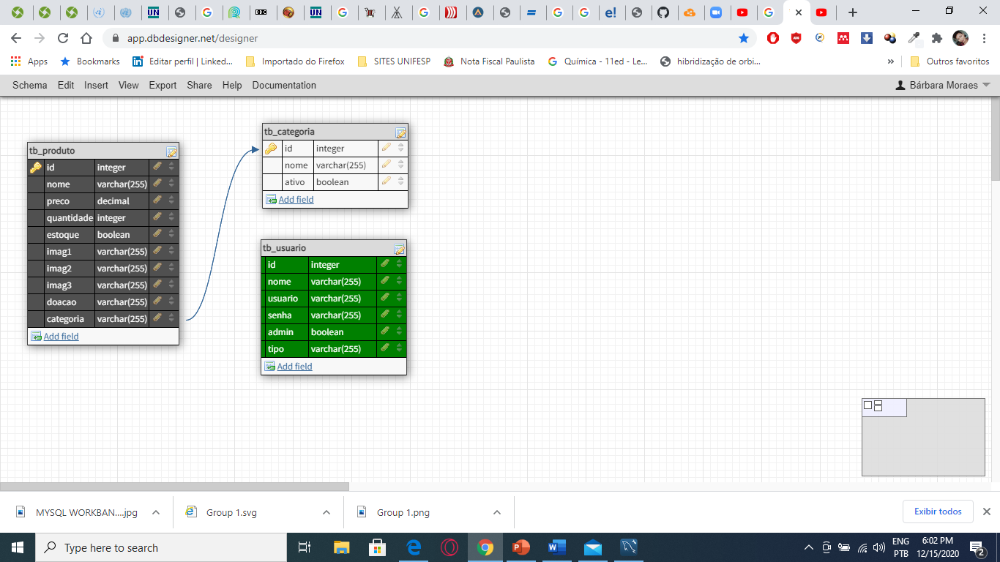 app.dbdesigner.net/designer
Apps Bookmarks Editar perfil | Linked... Importado do Firefox SITES UNIFESP Nota Fiscal Paulista Química - 11ed - Le... hibridização de orbi... » Outros favoritos
Schema Edit Insert View Export Share Help Documentation Bárbara Moraes
tb_produto
id integer
nome varchar(255)
preco decimal
quantidade integer
estoque boolean
imag1 varchar(255)
imag2 varchar(255)
imag3 varchar(255)
doacao varchar(255)
categoria varchar(255)
Add field
tb_categoria
id integer
nome varchar(255)
ativo boolean
Add field
tb_usuario
id integer
nome varchar(255)
usuario varchar(255)
senha varchar(255)
admin boolean
tipo varchar(255)
Add field
MYSQL WORKBAN....jpg Group 1.svg Group 1.png Exibir todos
Type here to search
ENG
PTB
6:02 PM
12/15/2020
2